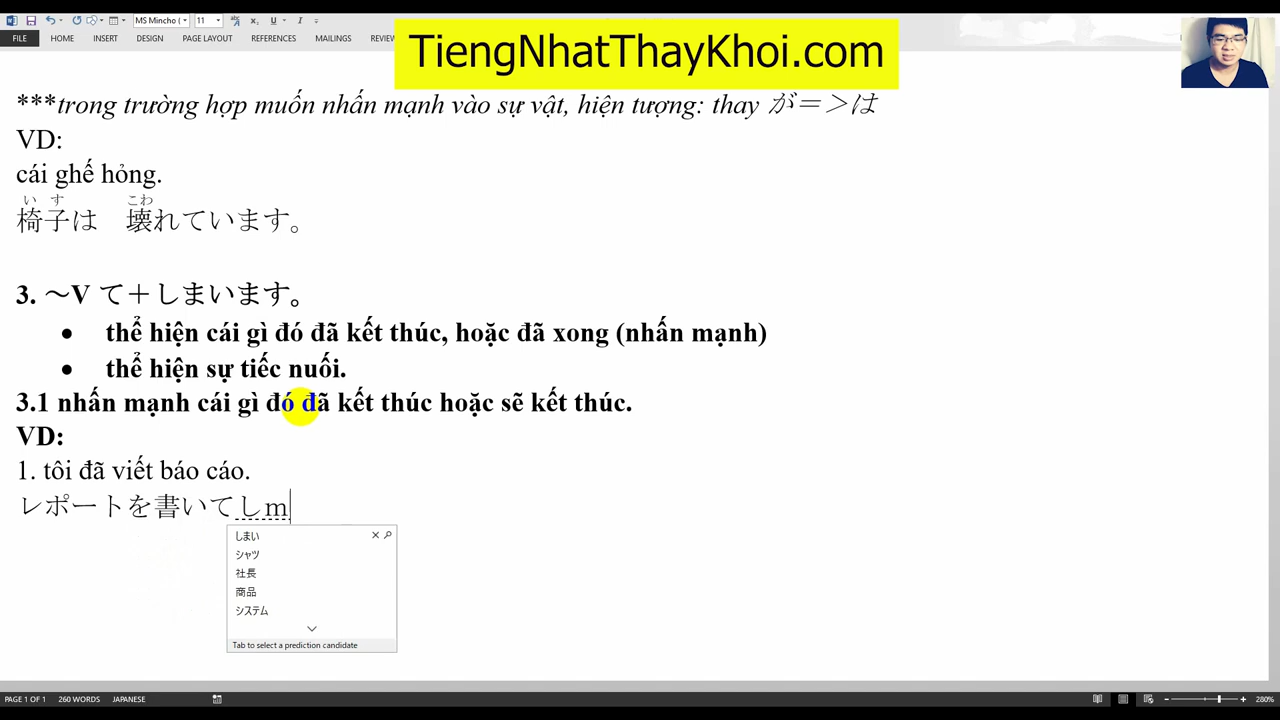 MS Mincho (
11
FILE
HOME
INSERT
DESIGN
PAGE LAYOUT
REFERENCES
MAILINGS
TiengNhatThayKhoi.com
***trong trường hợp muốn nhấn mạnh vào sự vật, hiện tượng: thay が＝＞は
VD:
cái ghế hỏng.
いす　こわ
椅子は　壊れています。
3. ～V て＋しまいます。
• thể hiện cái gì đó đã kết thúc, hoặc đã xong (nhấn mạnh)
• thể hiện sự tiếc nuối.
3.1 nhấn mạnh cái gì đó đã kết thúc hoặc sẽ kết thúc.
VD:
1. tôi đã viết báo cáo.
レポートを書いてしｍ
しまい
シャツ
社長
商品
システム
Tab to select a prediction candidate
PAGE 1 OF 1
260 WORDS
JAPANESE
280%